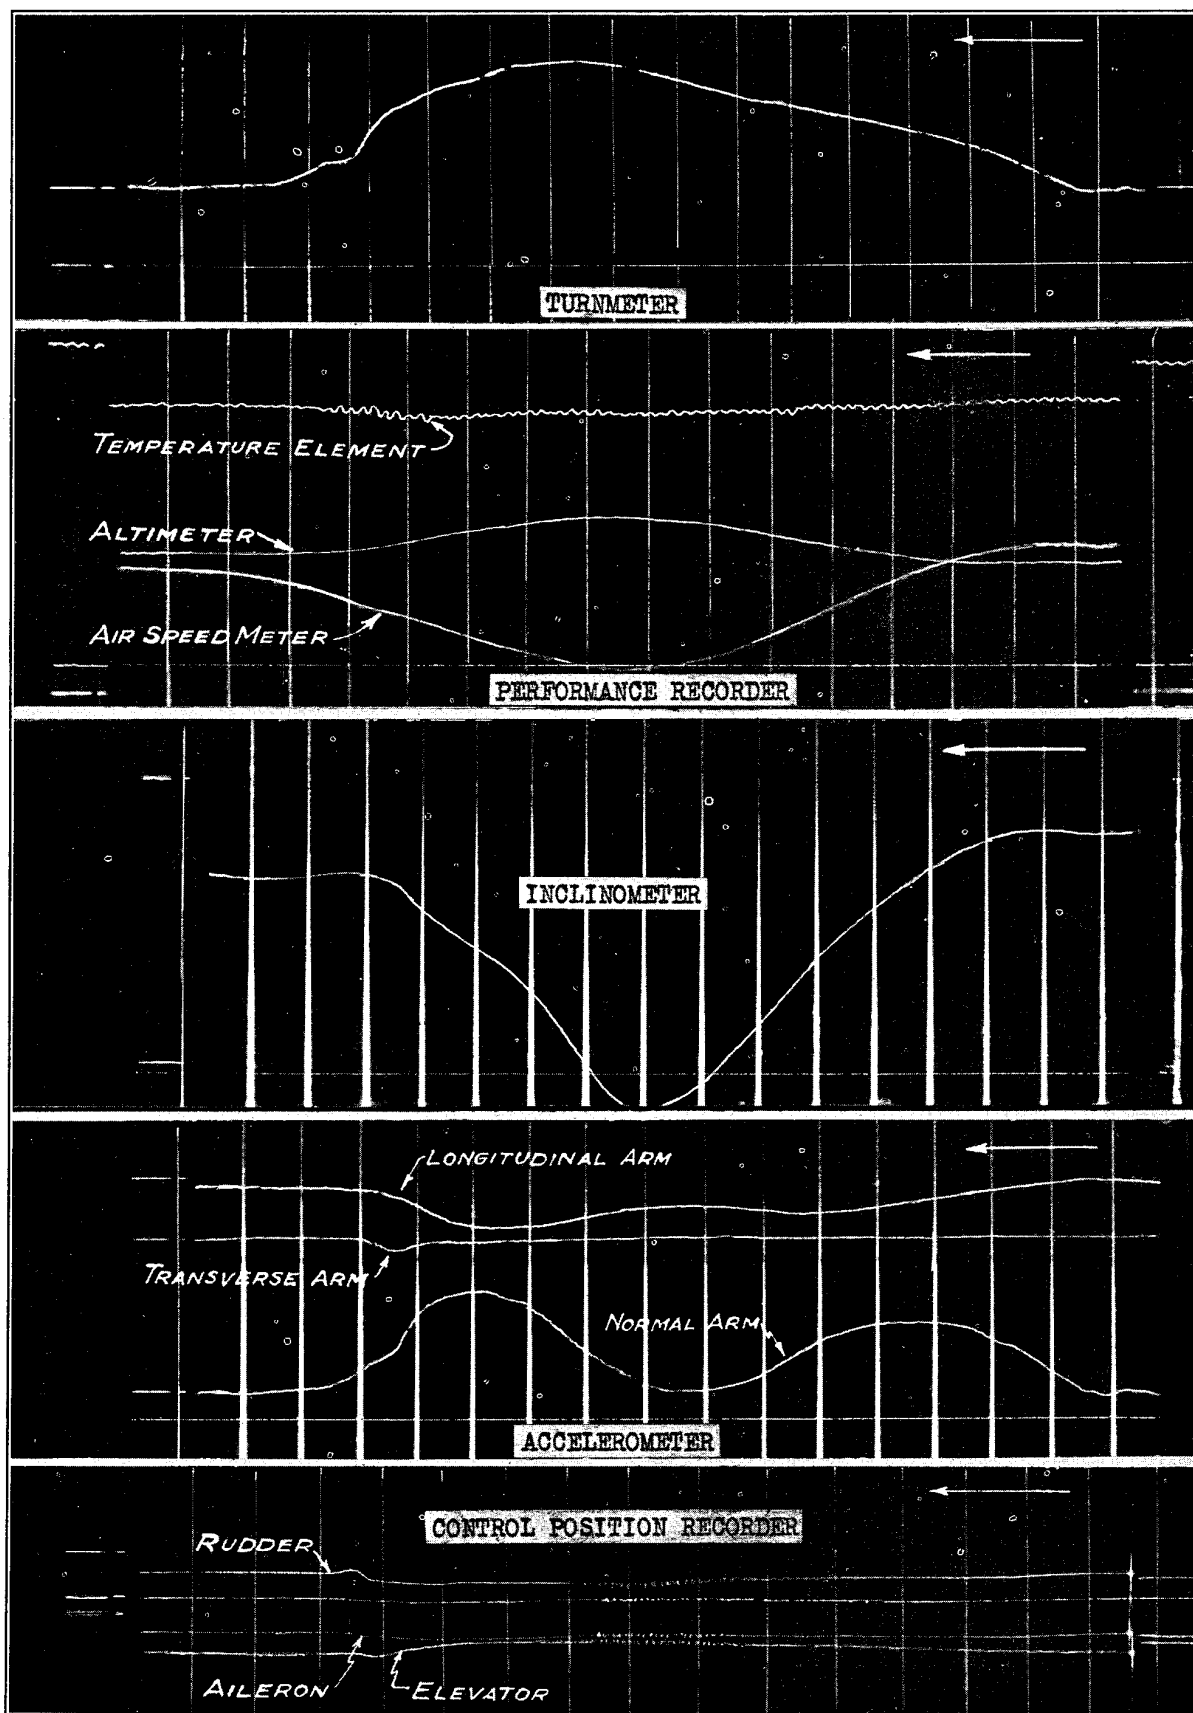 TURNMETER
TEMPERATURE ELEMENT
ALTIMETER
AIR SPEED METER
PERFORMANCE RECORDER
INCLINOMETER
LONGITUDINAL ARM
TRANSVERSE ARM
NORMAL ARM
ACCELEROMETER
CONTROL POSITION RECORDER
RUDDER
AILERON
ELEVATOR